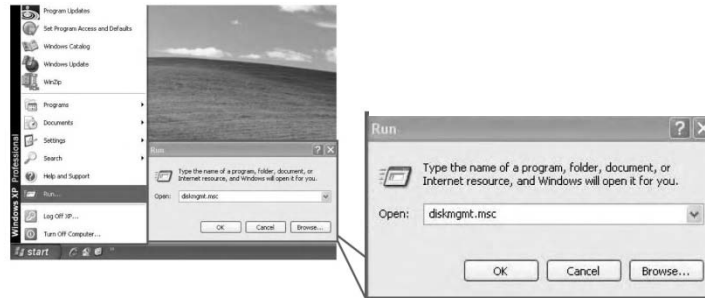 Program Updates
Set Program Access and Defaults
Windows Catalog
Windows Update
WinZip
Programs
Documents
Settings
Search
Help and Support
Run...
Log Off XP...
Turn Off Computer...
Windows XP Professional
start
Run
Type the name of a program, folder, document, or
Internet resource, and Windows will open it for you.
Open: diskmgmt.msc
OK Cancel Browse...
Run
Type the name of a program, folder, document, or
Internet resource, and Windows will open it for you.
Open: diskmgmt.msc
OK Cancel Browse...